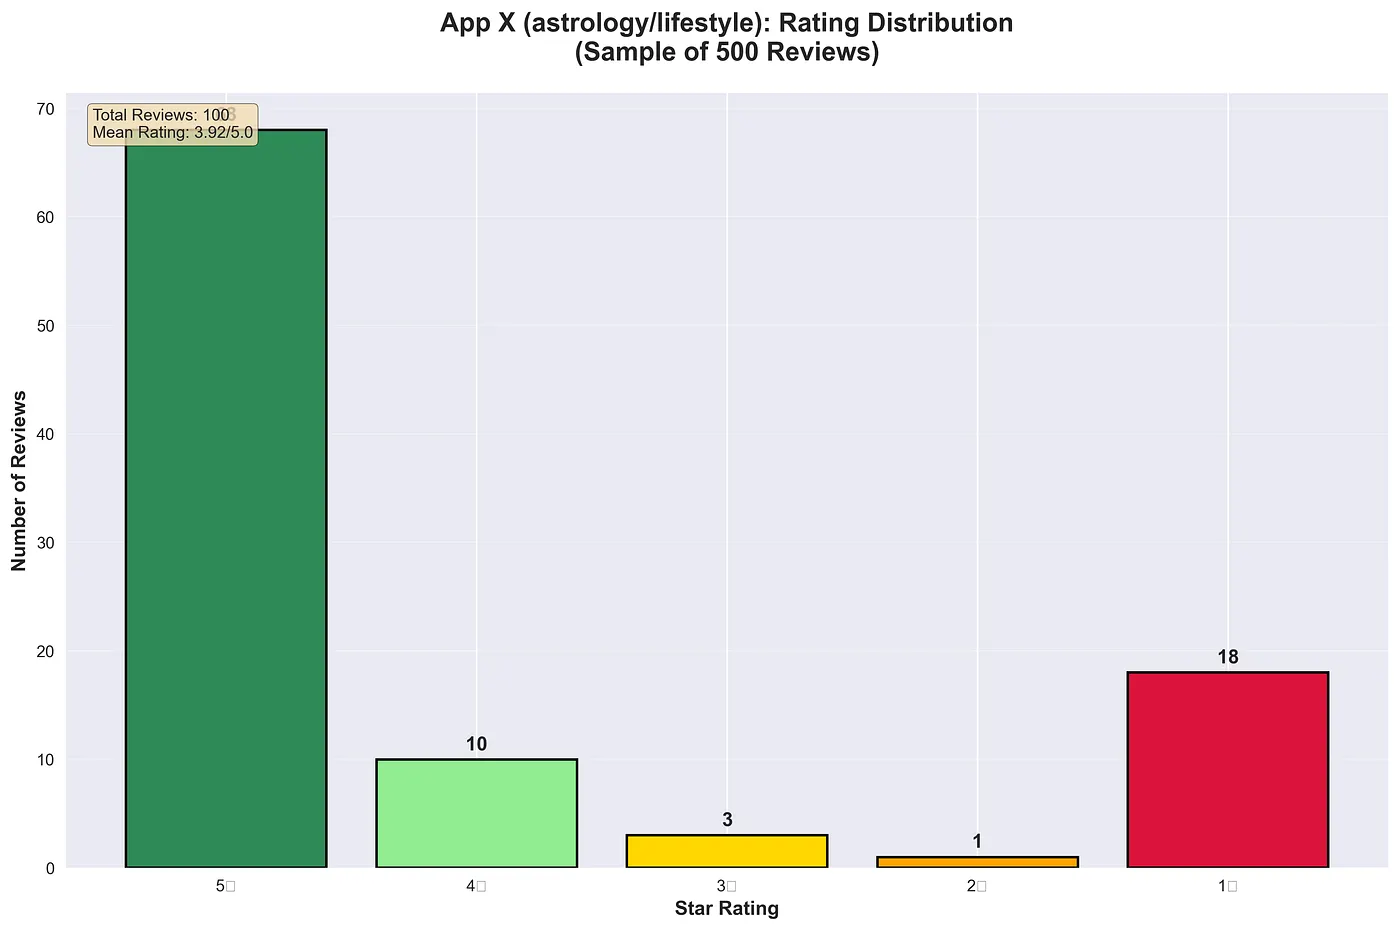 App X (astrology/lifestyle): Rating Distribution
(Sample of 500 Reviews)
Total Reviews: 100
Mean Rating: 3.92/5.0
70
60
50
40
30
20
10
0
Number of Reviews
10
3
1
18
5□
4□
3□
2□
1□
Star Rating